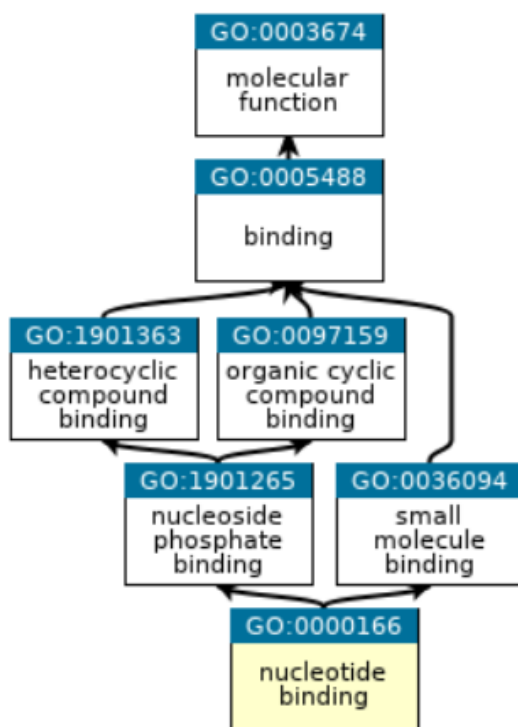 GO:0003674
molecular
function
GO:0005488
binding
GO:1901363
heterocyclic
compound
binding
GO:0097159
organic cyclic
compound
binding
GO:1901265
nucleoside
phosphate
binding
GO:0036094
small
molecule
binding
GO:0000166
nucleotide
binding